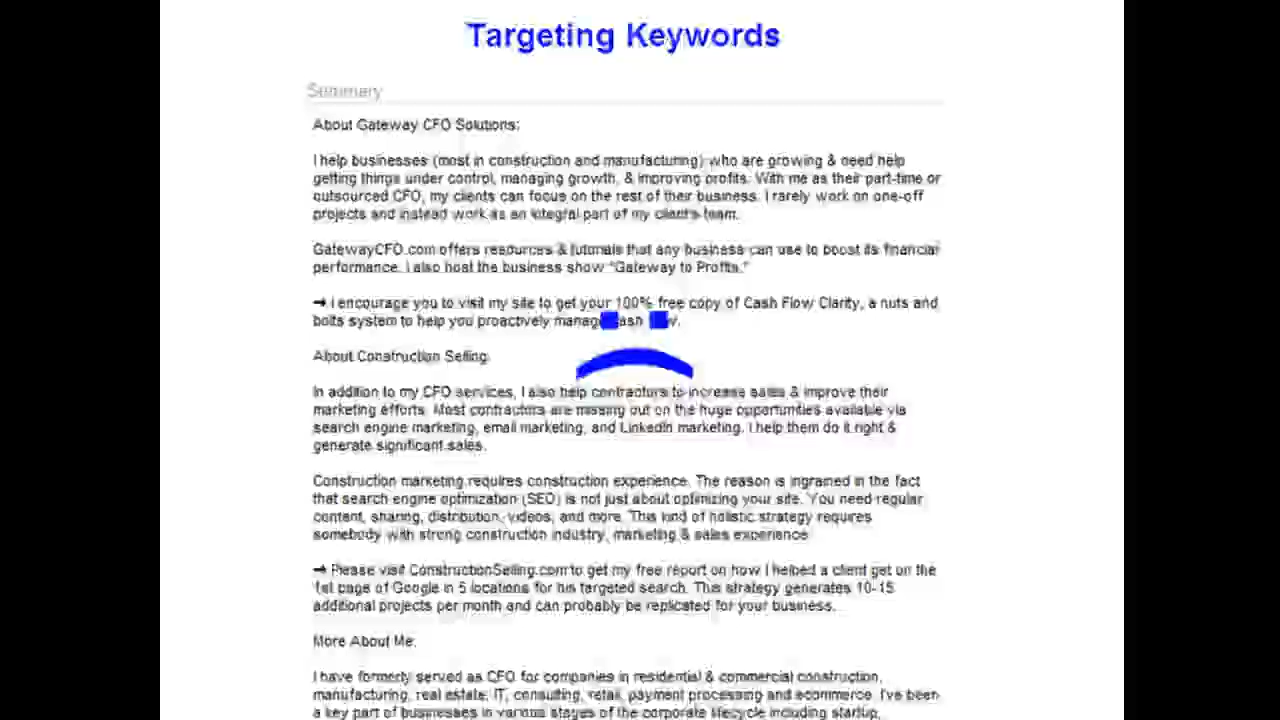 Targeting Keywords
Summary
About Gateway CFO Solutions:
I help businesses (most in construction and manufacturing) who are growing & need help
getting things under control, managing growth, & improving profits. With me as their part-time or
outsourced CFO, my clients can focus on the rest of their business. I rarely work on one-off
projects and instead work as an integral part of my client's team.
GatewayCFO.com offers resources & tutorials that any business can use to boost its financial
performance. I also host the business show "Gateway to Profits."
➞ I encourage you to visit my site to get your 100% free copy of Cash Flow Clarity, a nuts and
bolts system to help you proactively
About Construction Selling:
In addition to my CFO services, I also help contractors to increase sales & improve their
marketing efforts. Most contractors are missing out on the huge opportunities available via
search engine marketing, email marketing, and LinkedIn marketing. I help them do it right &
generate significant sales.
Construction marketing requires construction experience. The reason is ingrained in the fact
that search engine optimization (SEO) is not just about optimizing your site. You need regular
content, sharing, distribution, videos, and more. This kind of holistic strategy requires
somebody with strong construction industry, marketing & sales experience.
➞ Please visit ConstructionSelling.com to get my free report on how I helped a client get on the
1st page of Google in 5 locations for his targeted search. This strategy generates 10-15
additional projects per month and can probably be replicated for your business.
More About Me:
I have formerly served as CFO for companies in residential & commercial construction,
manufacturing, real estate, IT, consulting, retail, payment processing and ecommerce. I've been
a key part of businesses in various stages of the corporate lifecycle including startup,